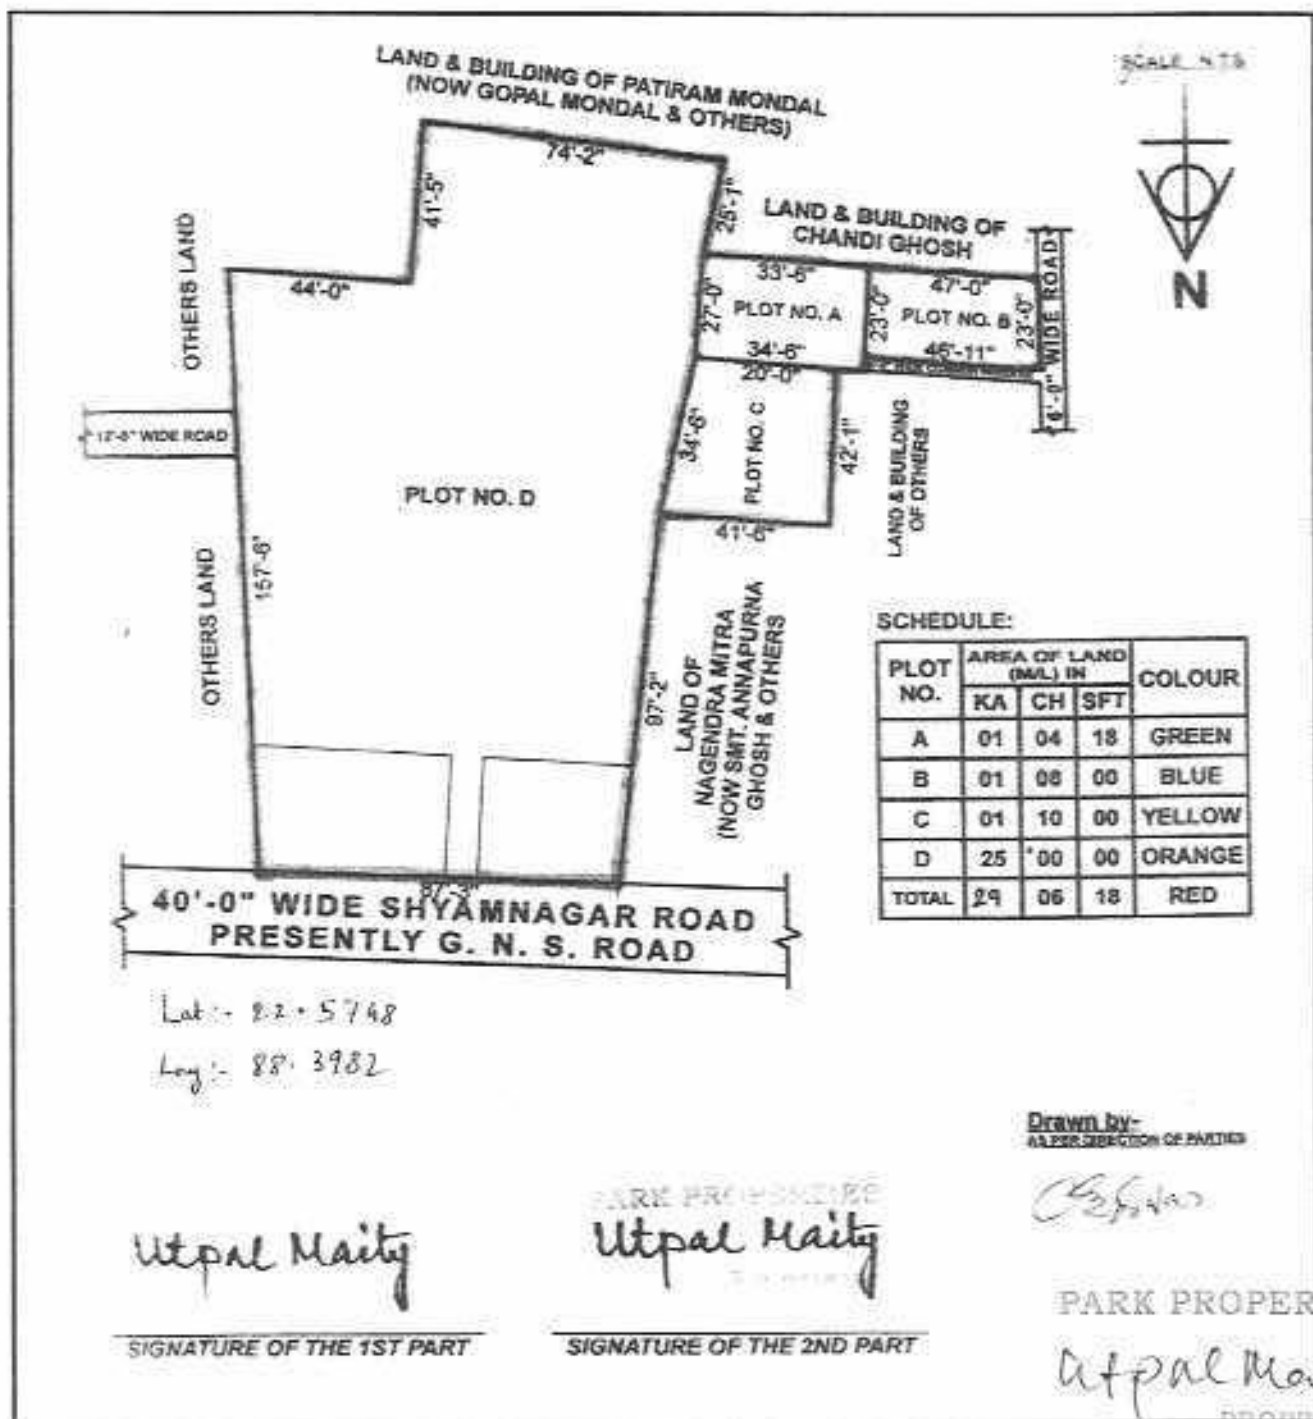 SCALE N.T.S
LAND & BUILDING OF PATIRAM MONDAL
(NOW GOPAL MONDAL & OTHERS)
74'-2"
41'-5"
25'-1"
N
LAND & BUILDING OF
CHANDI GHOSH
OTHERS LAND
44'-0"
33'-6"
27'-0"
PLOT NO. A
34'-6"
47'-0"
23'-0"
PLOT NO. B
23'-0"
46'-11"
WIDE ROAD
20'-0"
34'-6"
PLOT NO. C
42'-1"
41'-6"
LAND & BUILDING
OF OTHERS
12'-6" WIDE ROAD
PLOT NO. D
OTHERS LAND
157'-6"
97'-2"
LAND OF
NAGENDRA MITRA
(NOW SMT. ANNAPURNA
GHOSH & OTHERS
87'-3"
40'-0" WIDE SHYAMNAGAR ROAD
PRESENTLY G. N. S. ROAD
SCHEDULE:
PLOT NO. AREA OF LAND (M/L) IN COLOUR
KA CH SFT
A 01 04 18 GREEN
B 01 08 00 BLUE
C 01 10 00 YELLOW
D 25 00 00 ORANGE
TOTAL 29 06 18 RED
Lat :- 22.5748
Log :- 88.3982
Drawn by-
AS PER DIRECTION OF PARTIES
Utpal Maity
SIGNATURE OF THE 1ST PART
PARK PROPERTIES
Utpal Maity
SIGNATURE OF THE 2ND PART
PARK PROPER
Utpal Ma